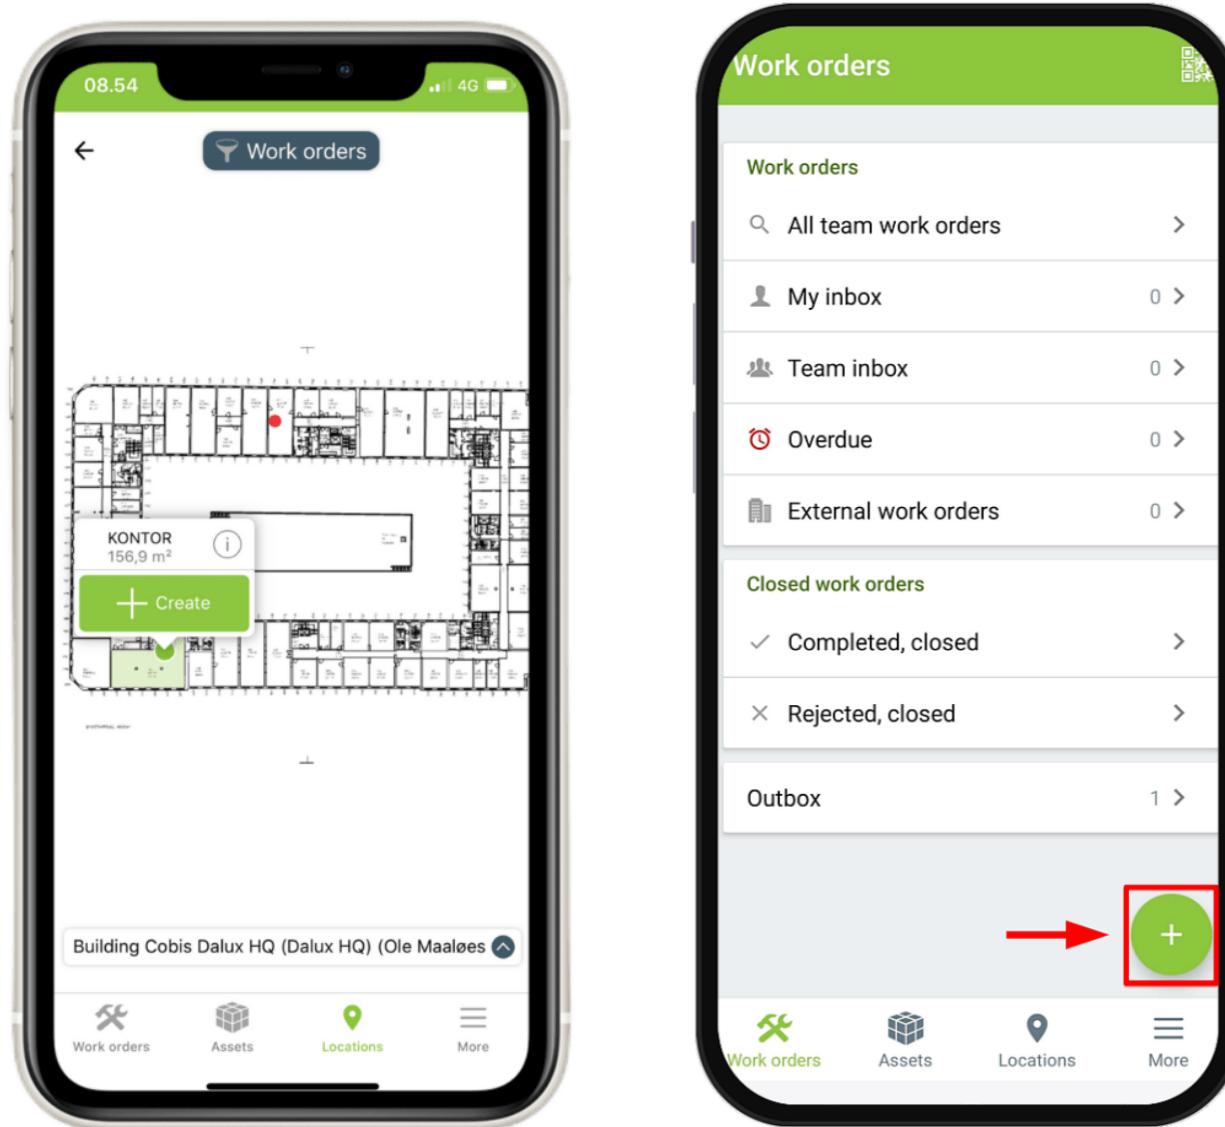 08.54
4G
Work orders
KONTOR
156,9 m²
Create
Building Cobis Dalux HQ (Dalux HQ) (Ole Maaløes
Work orders
Assets
Locations
More
Work orders
Work orders
All team work orders
My inbox 0
Team inbox 0
Overdue 0
External work orders 0
Closed work orders
Completed, closed
Rejected, closed
Outbox 1
Work orders
Assets
Locations
More